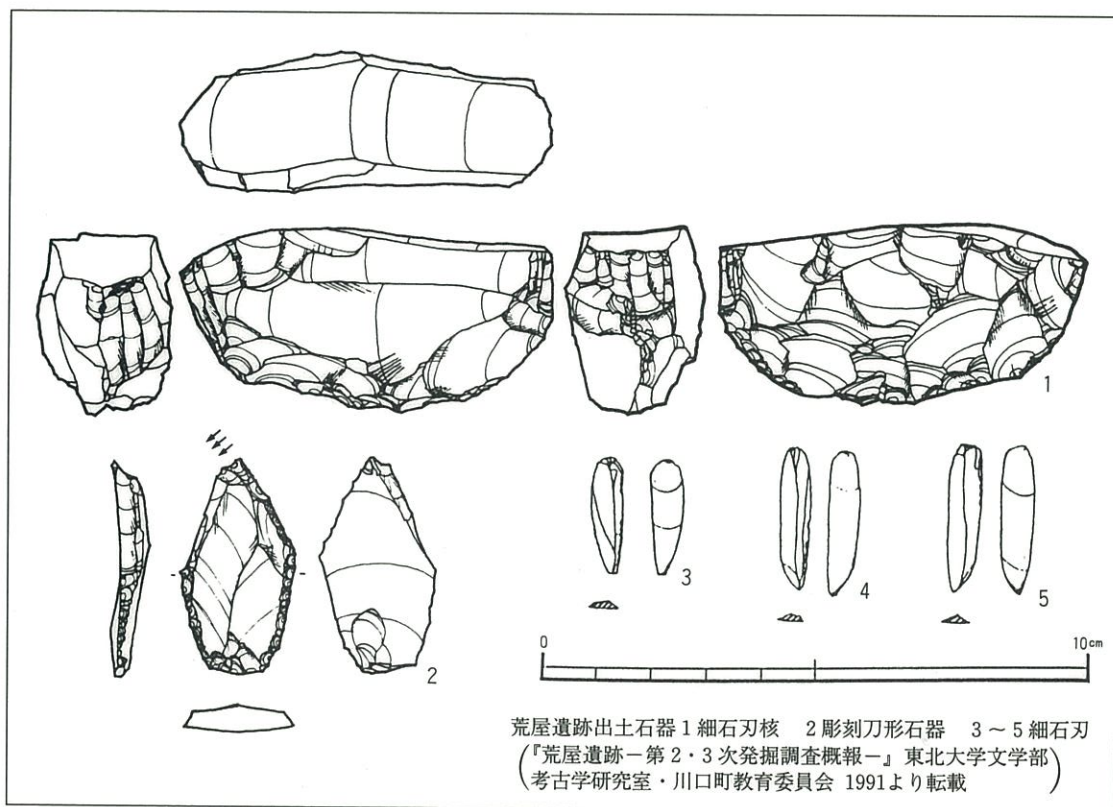 1
2
3
4
5
0 10cm
荒屋遺跡出土石器1細石刃核 2彫刻刀形石器 3～5細石刃
(『荒屋遺跡－第2・3次発掘調査概報－』東北大学文学部
考古学研究室・川口町教育委員会 1991より転載)